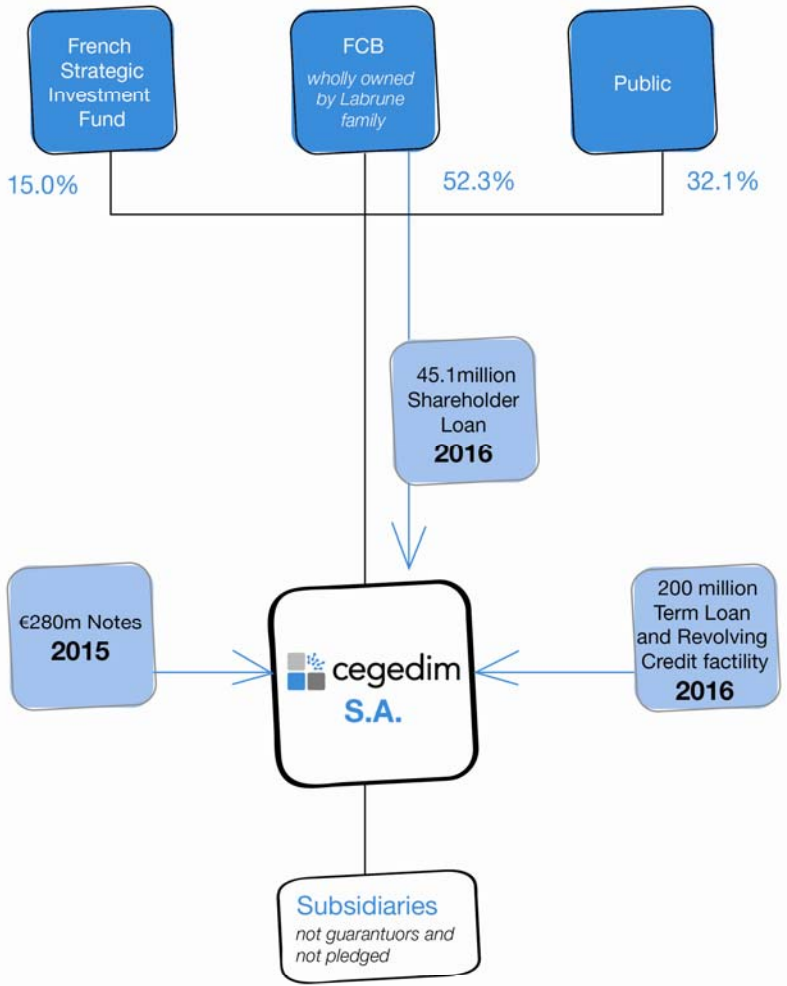 French
Strategic
Investment
Fund
FCB
wholly owned
by Labrune
family
Public
15.0%
52.3%
32.1%
45.1million
Shareholder
Loan
2016
€280m Notes
2015
200 million
Term Loan
and Revolving
Credit factility
2016
cegedim
S.A.
Subsidiaries
not guarantuors and
not pledged